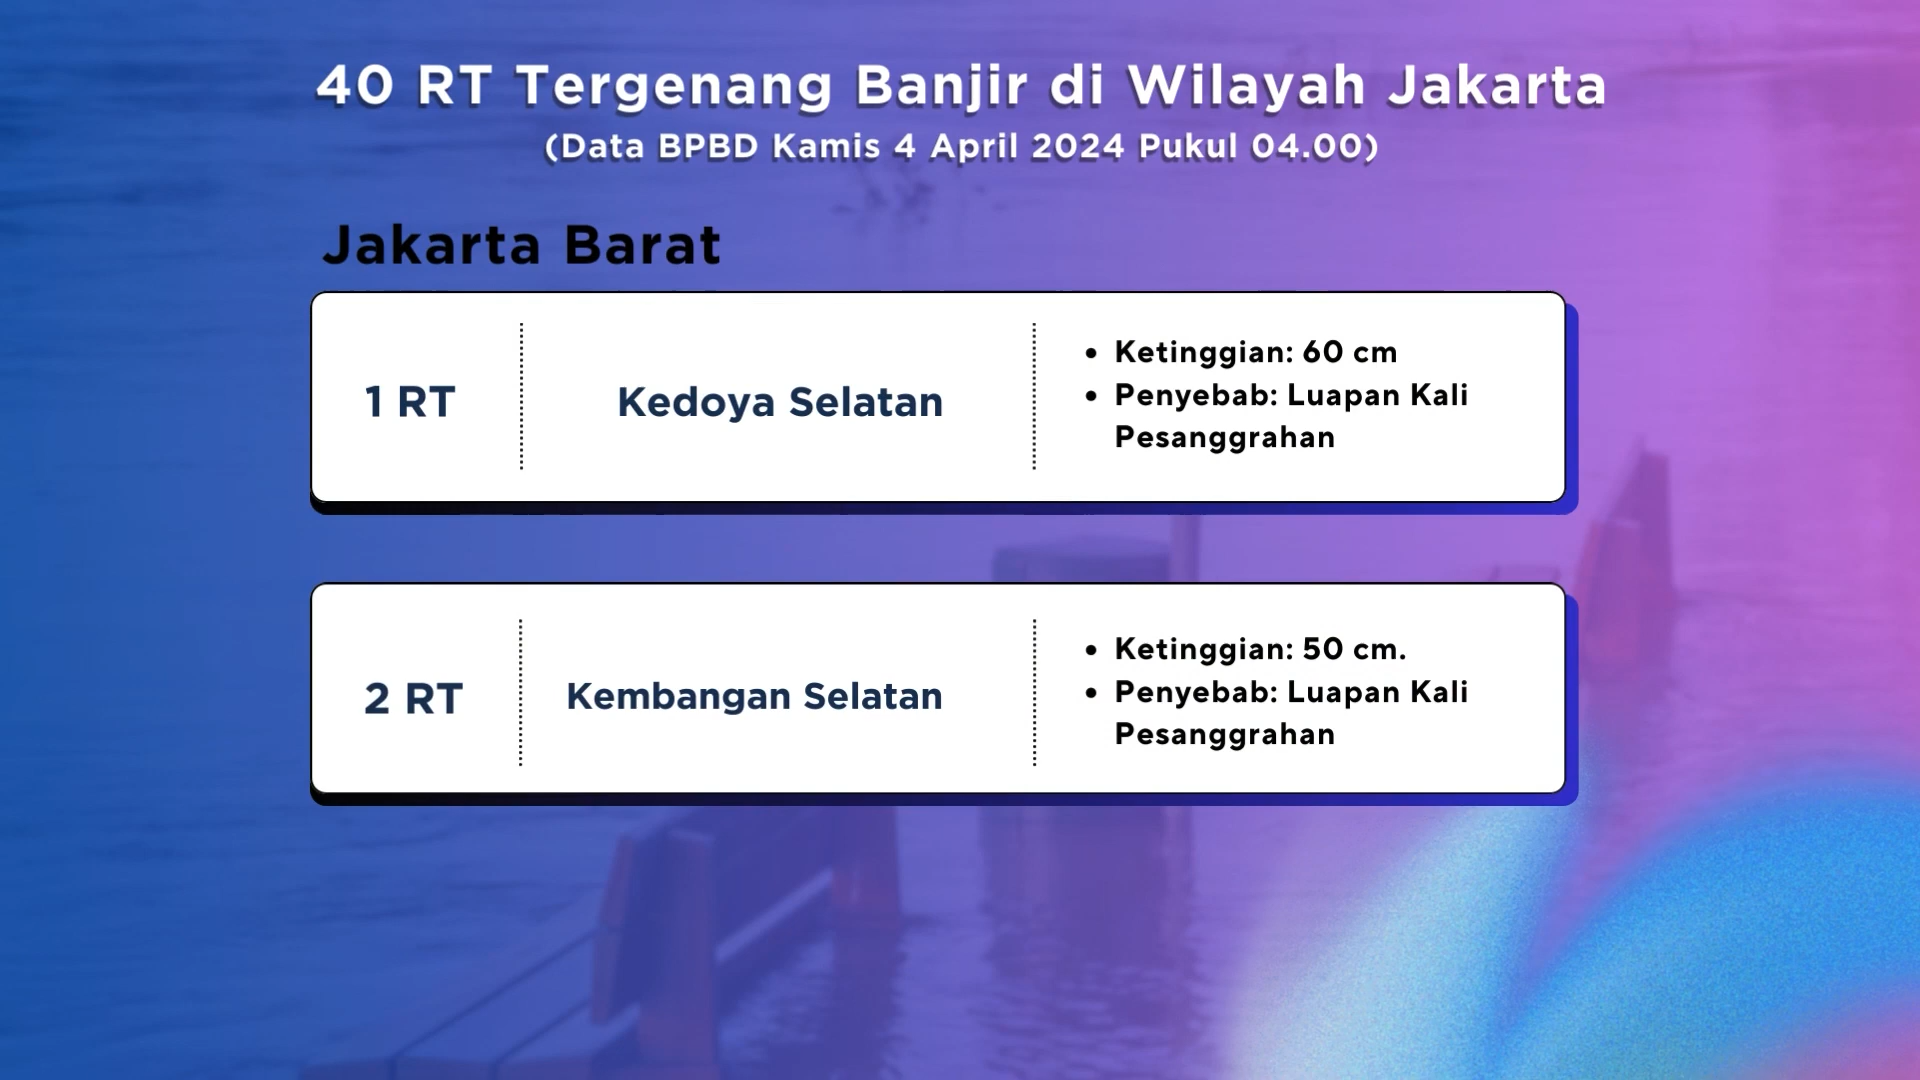 40 RT Tergenang Banjir di Wilayah Jakarta
(Data BPBD Kamis 4 April 2024 Pukul 04.00)
Jakarta Barat
1 RT
Kedoya Selatan
• Ketinggian: 60 cm
• Penyebab: Luapan Kali
Pesanggrahan
2 RT
Kembangan Selatan
• Ketinggian: 50 cm.
• Penyebab: Luapan Kali
Pesanggrahan